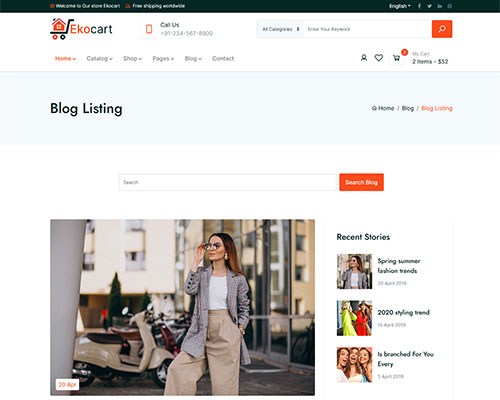 Welcome to Our store Ekocart Free shipping worldwide English
Ekocart
Call Us
+91-234-567-8900
All Categories Enter Your Keyword
Home Catalog Shop Pages Blog Contact
3
My Cart
2 Items - $52
Blog Listing
Home / Blog / Blog Listing
Search Search Blog
20 Apr
Recent Stories
Spring summer
fashion trends
20 April 2019
2020 styling trend
15 April 2019
Is branched For You
Every
5 April 2019